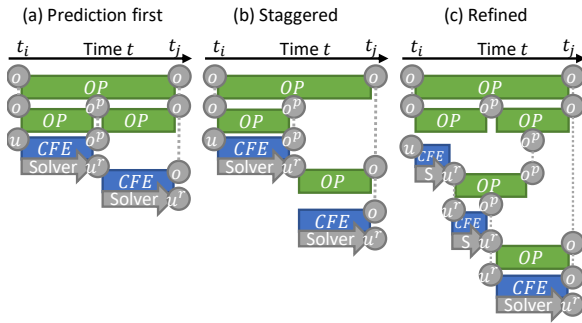 (a) Prediction first (b) Staggered (c) Refined
t_i Time t t_j t_i Time t t_j t_i Time t t_j
o OP o o OP o o OP o
o OP o^p OP o o OP o^p o OP o^p OP o
u CFE o^p o u CFE o^p u CFE o^p
Solver u^r Solver u^r S u^r
CFE o OP o OP o^p
Solver u^r CFE o u^r CFE o^p
Solver u^r S u^r
OP o
u^r CFE o
Solver u^r